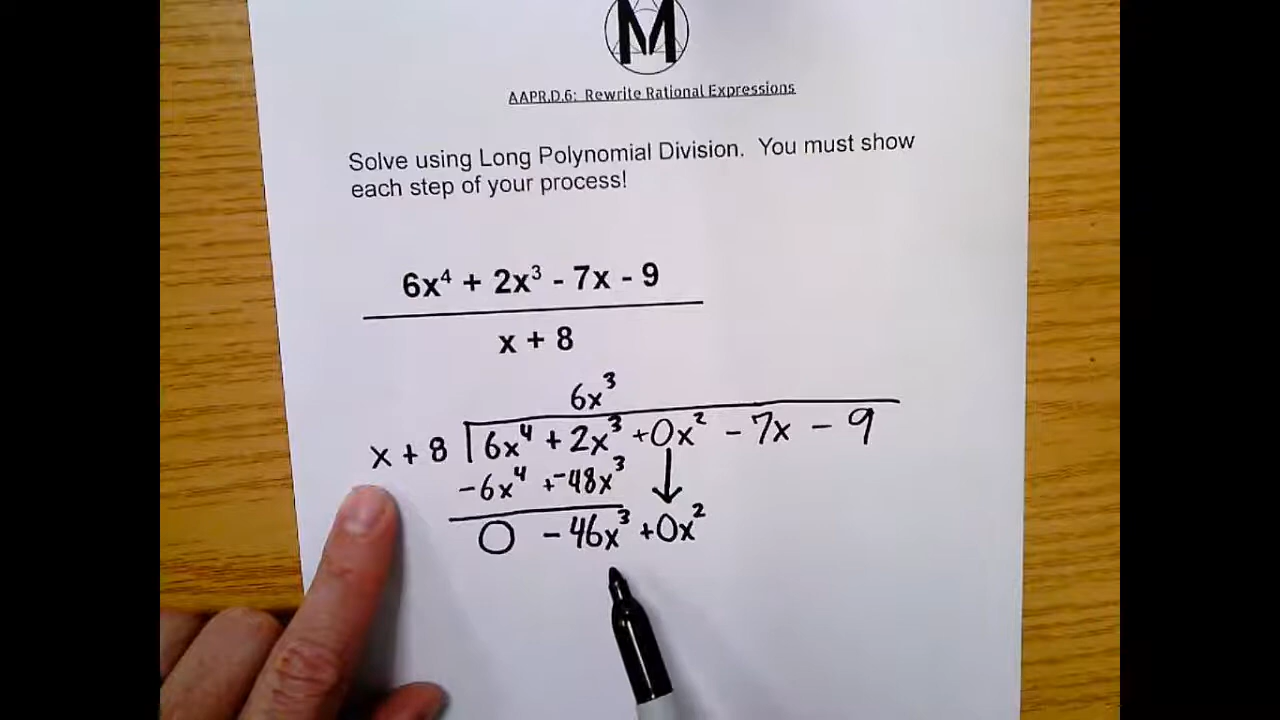 M
AAPR.D.6: Rewrite Rational Expressions
Solve using Long Polynomial Division. You must show
each step of your process!
6x⁴ + 2x³ - 7x - 9
x + 8
6x³
x + 8 6x⁴ + 2x³ + 0x² - 7x - 9
-6x⁴ + -48x³
0 - 46x³ + 0x²